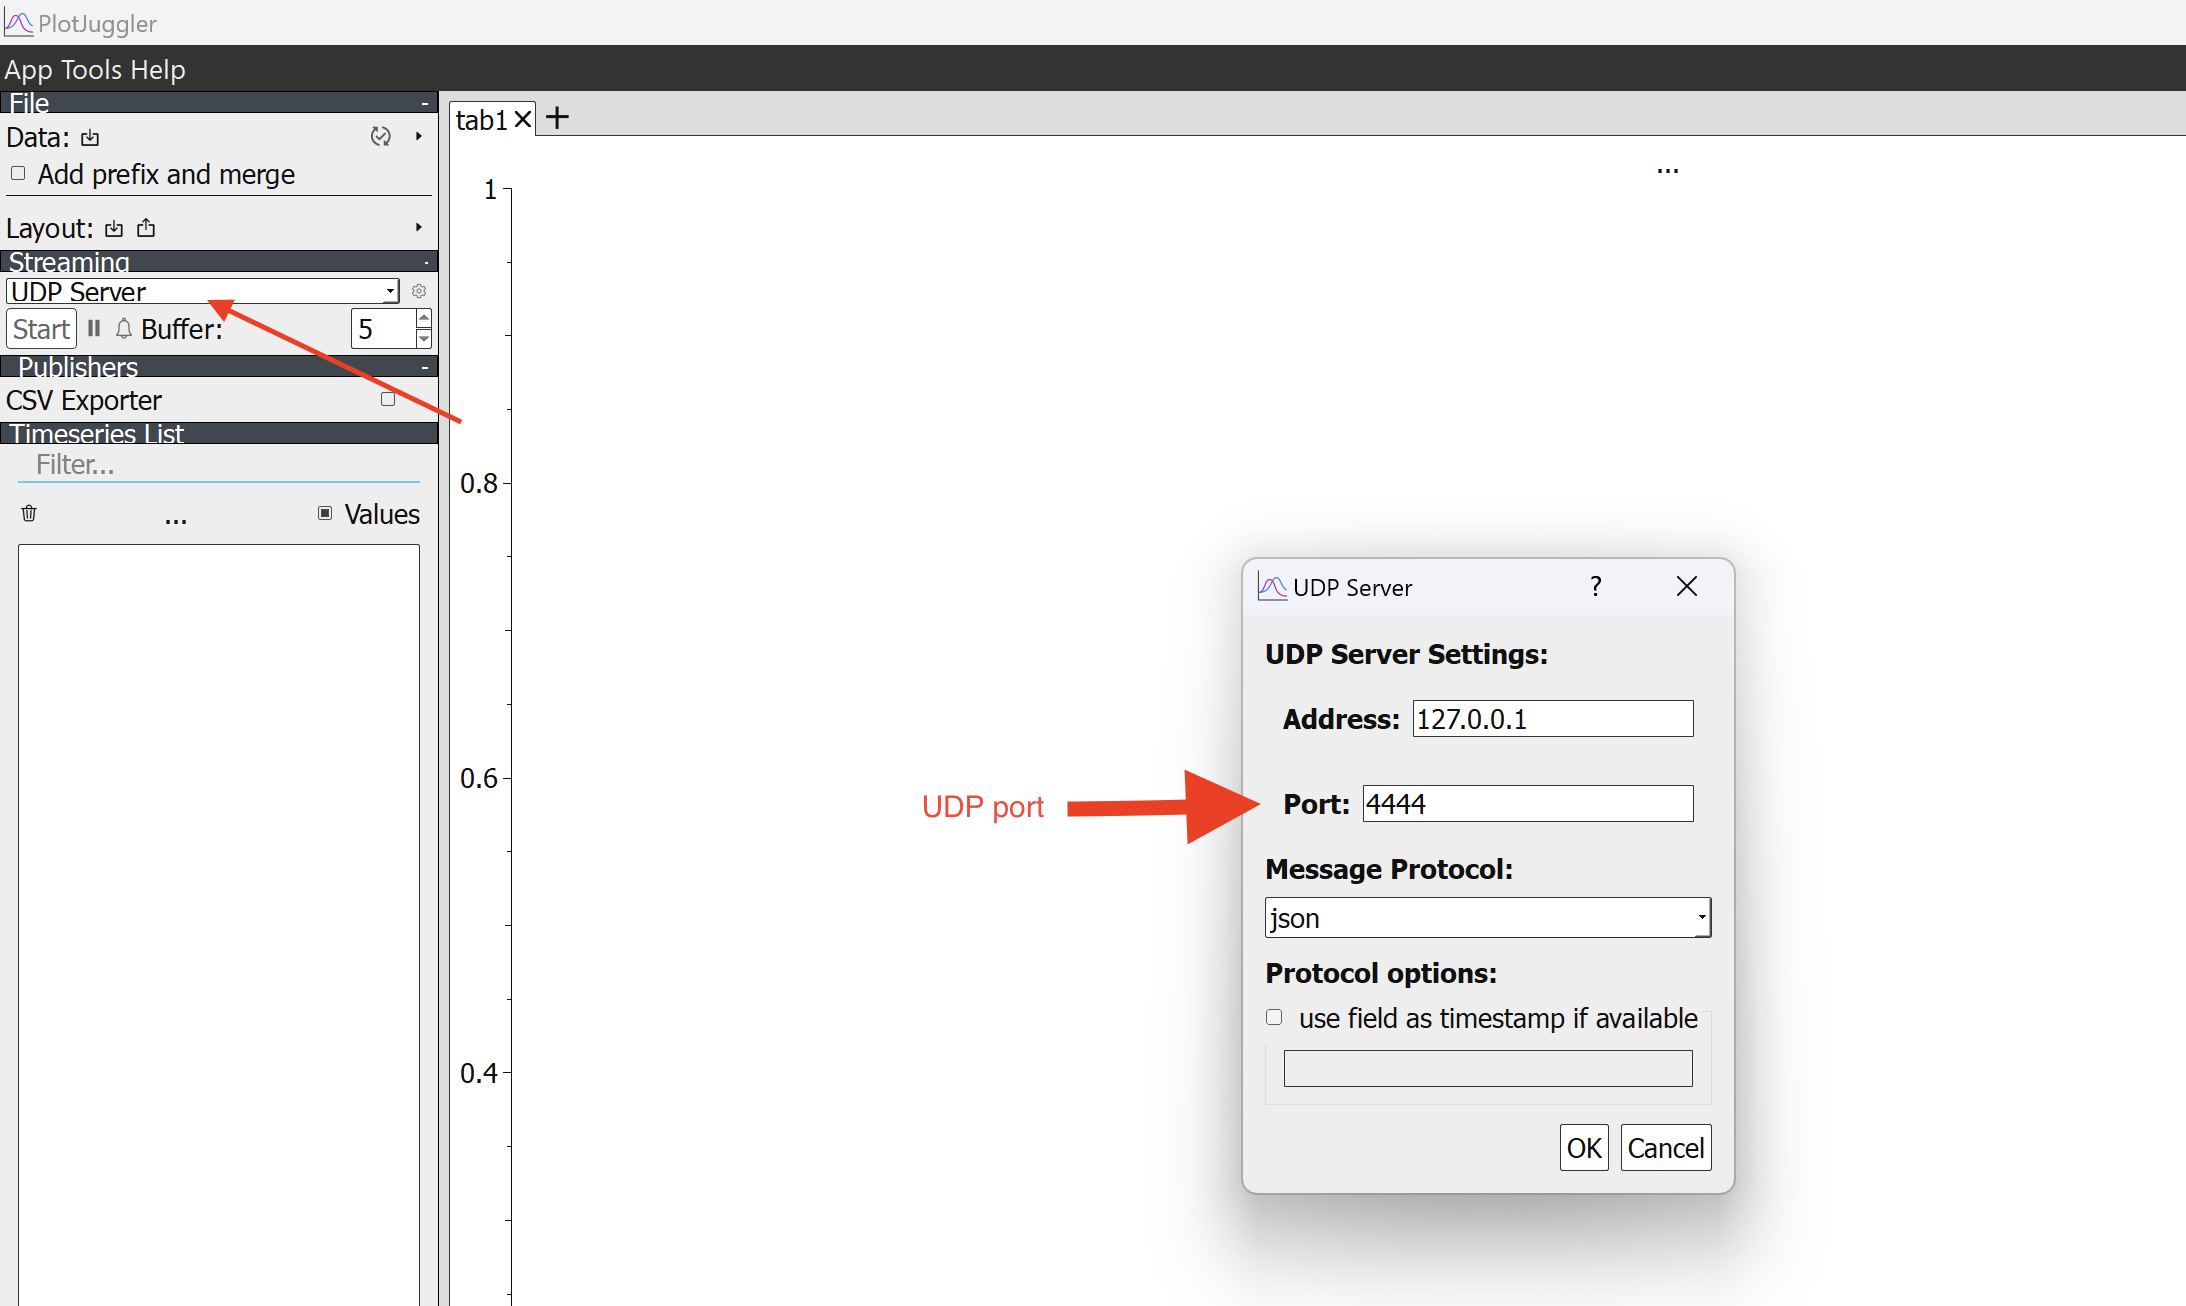 PlotJuggler
App Tools Help
File -
Data:
Add prefix and merge
Layout:
Streaming -
UDP Server
Start Buffer: 5
Publishers -
CSV Exporter
Timeseries List
Filter...
... Values
tab1
...
1
0.8
0.6
0.4
UDP port
UDP Server ?
UDP Server Settings:
Address: 127.0.0.1
Port: 4444
Message Protocol:
json
Protocol options:
use field as timestamp if available
OK Cancel